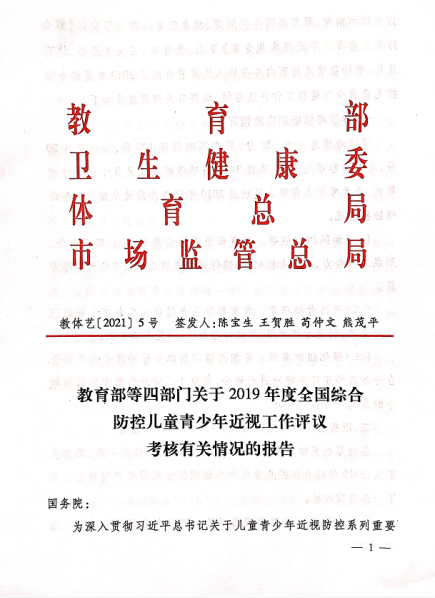 教育部
卫生健康委
体育总局
市场监管总局
教体艺〔2021〕5号 签发人:陈宝生 王贺胜 苟仲文 熊茂平
教育部等四部门关于 2019 年度全国综合
防控儿童青少年近视工作评议
考核有关情况的报告
国务院:
为深入贯彻习近平总书记关于儿童青少年近视防控系列重要
— 1 —